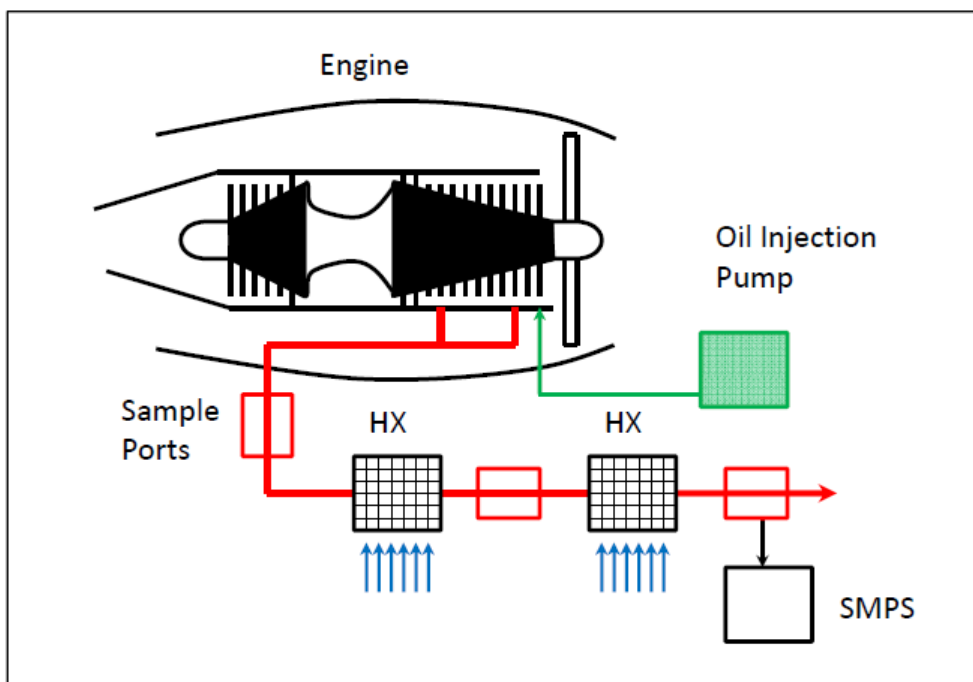 Engine
Oil Injection
Pump
Sample
Ports
HX
HX
SMPS